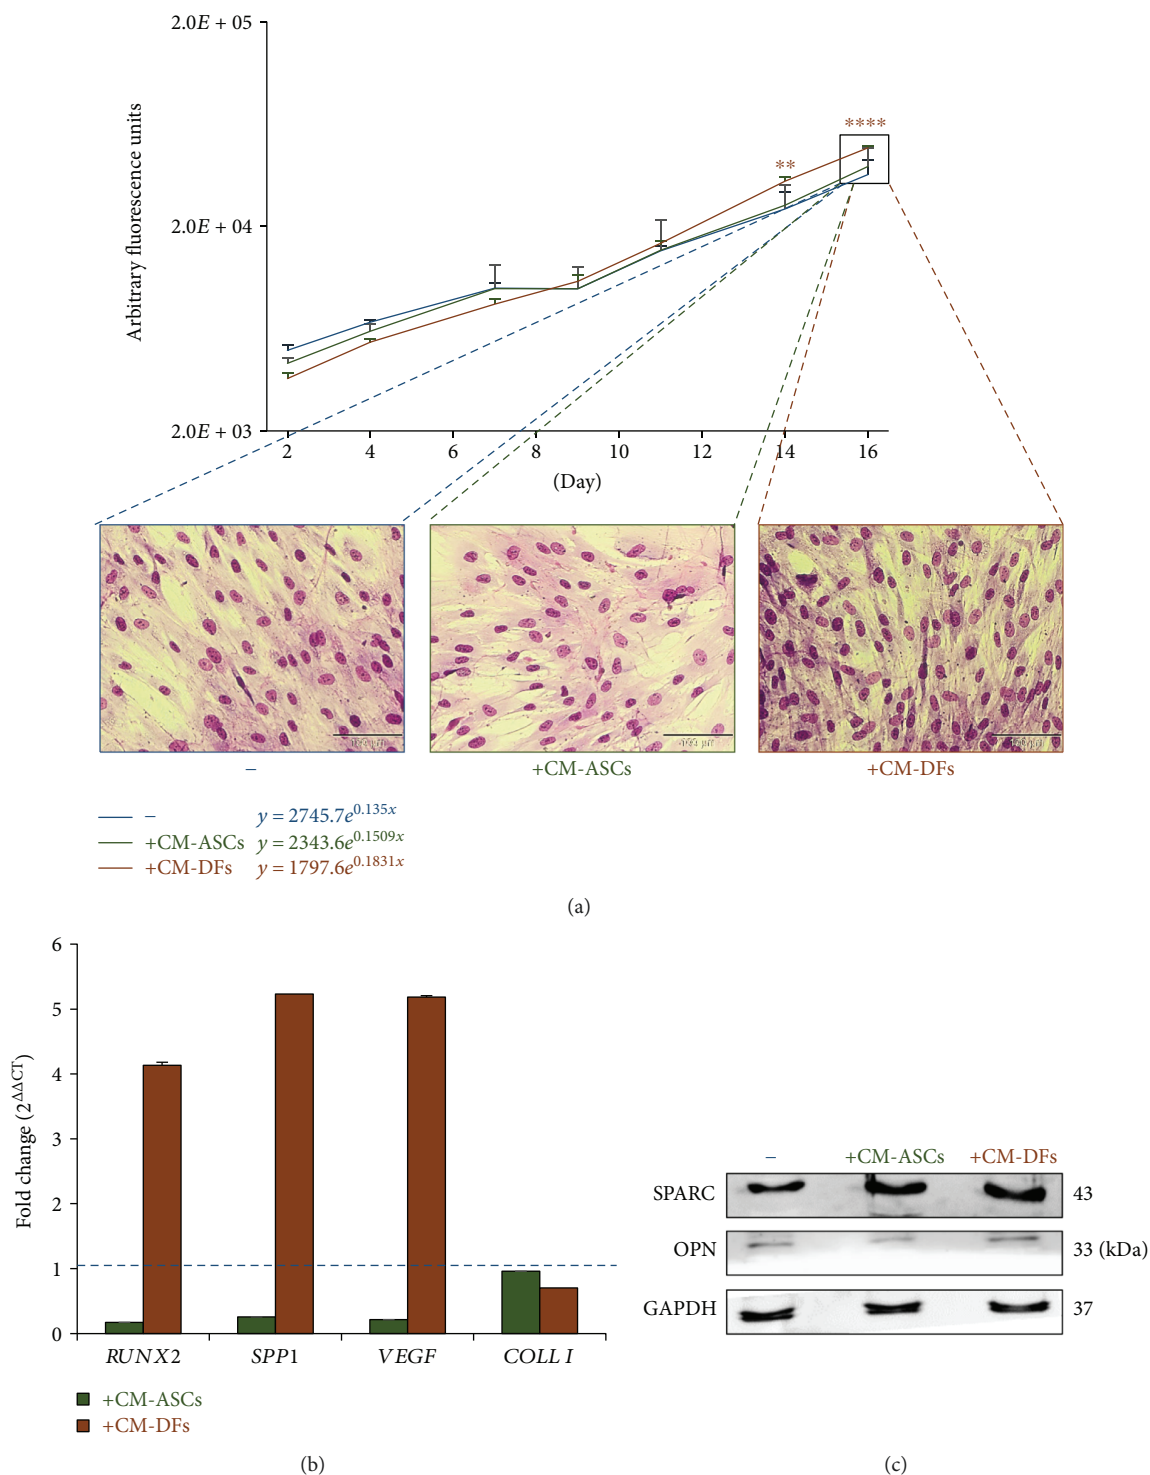 2.0E + 05
2.0E + 04
2.0E + 03
Arbitrary fluorescence units
**
****
2 4 6 8 10 12 14 16
(Day)
– +CM-ASCs +CM-DFs
– y = 2745.7e^0.135x
+CM-ASCs y = 2343.6e^0.1509x
+CM-DFs y = 1797.6e^0.1831x
(a)
6
5
4
3
2
1
0
Fold change (2^ΔΔCT)
RUNX2 SPP1 VEGF COLL I
+CM-ASCs
+CM-DFs
(b)
– +CM-ASCs +CM-DFs
SPARC 43
OPN 33 (kDa)
GAPDH 37
(c)